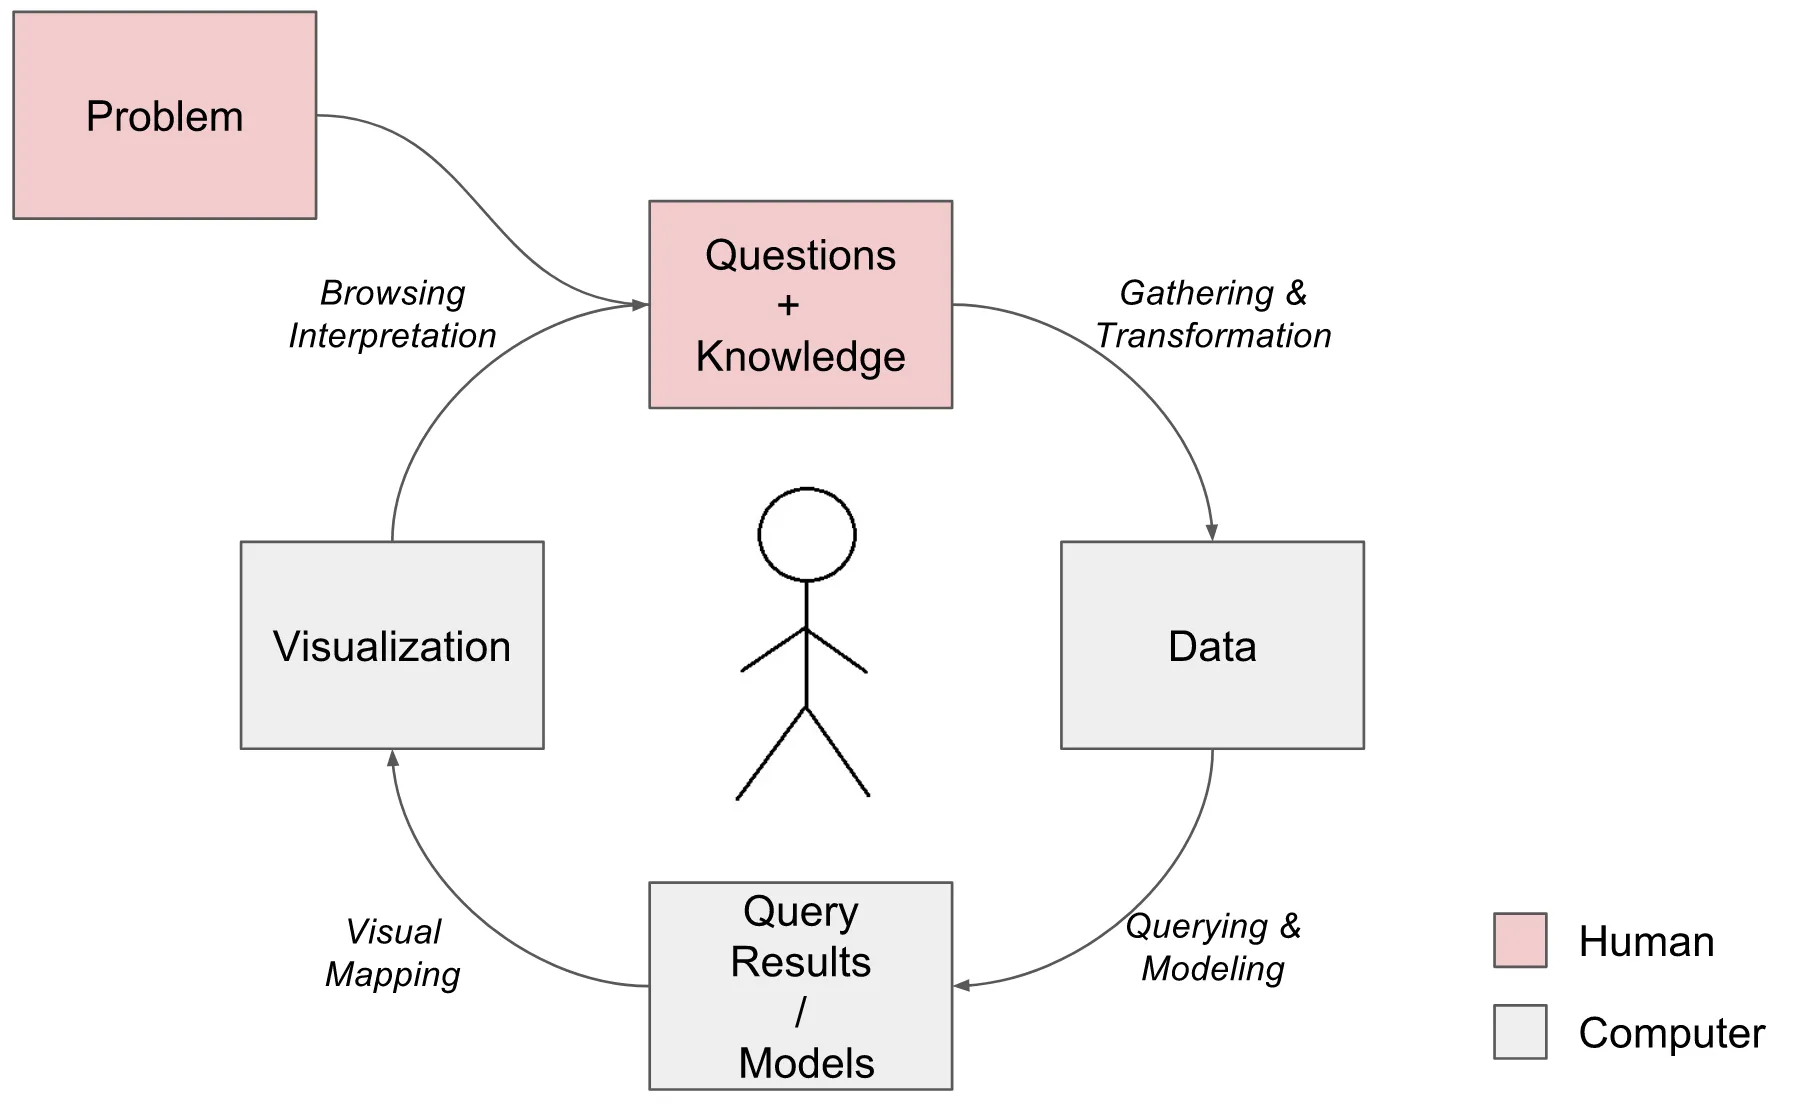 Problem
Questions
+
Knowledge
Browsing
Interpretation
Gathering &
Transformation
Visualization
Data
Visual
Mapping
Query
Results
/
Models
Querying &
Modeling
Human
Computer